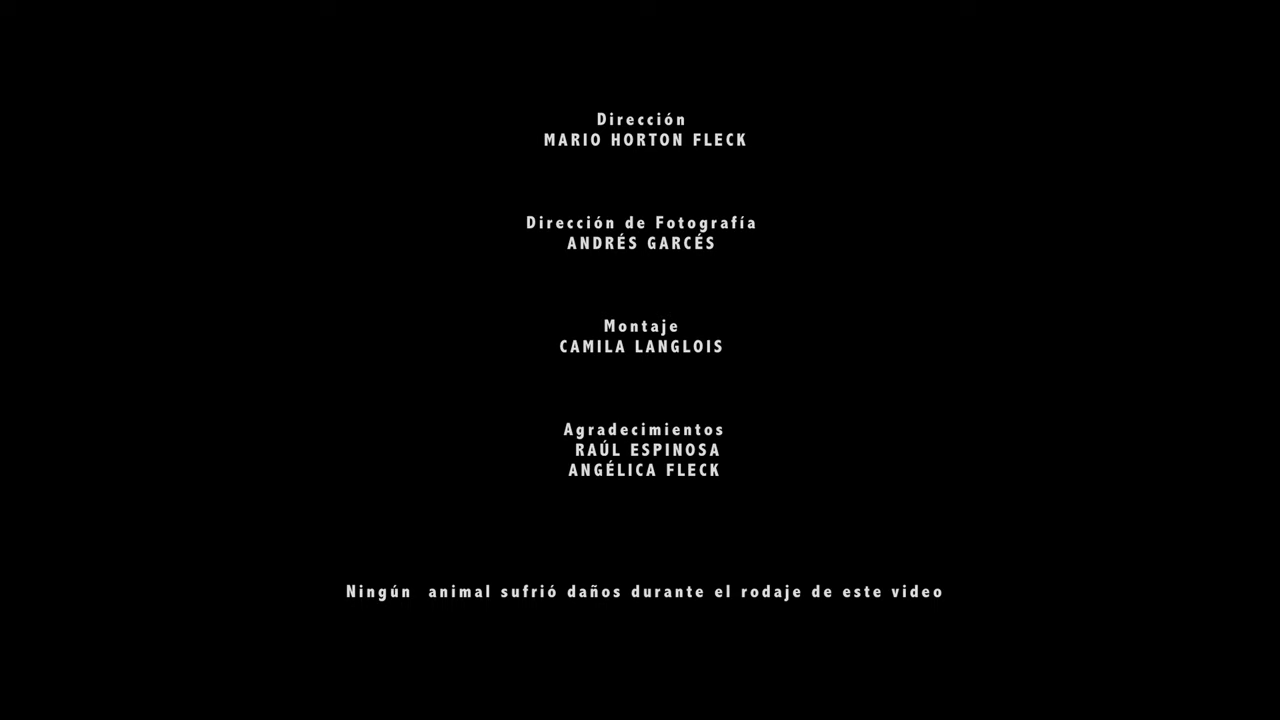 Dirección
MARIO HORTON FLECK
Dirección de Fotografía
ANDRÉS GARCÉS
Montaje
CAMILA LANGLOIS
Agradecimientos
RAÚL ESPINOSA
ANGÉLICA FLECK
Ningún  animal sufrió daños durante el rodaje de este video